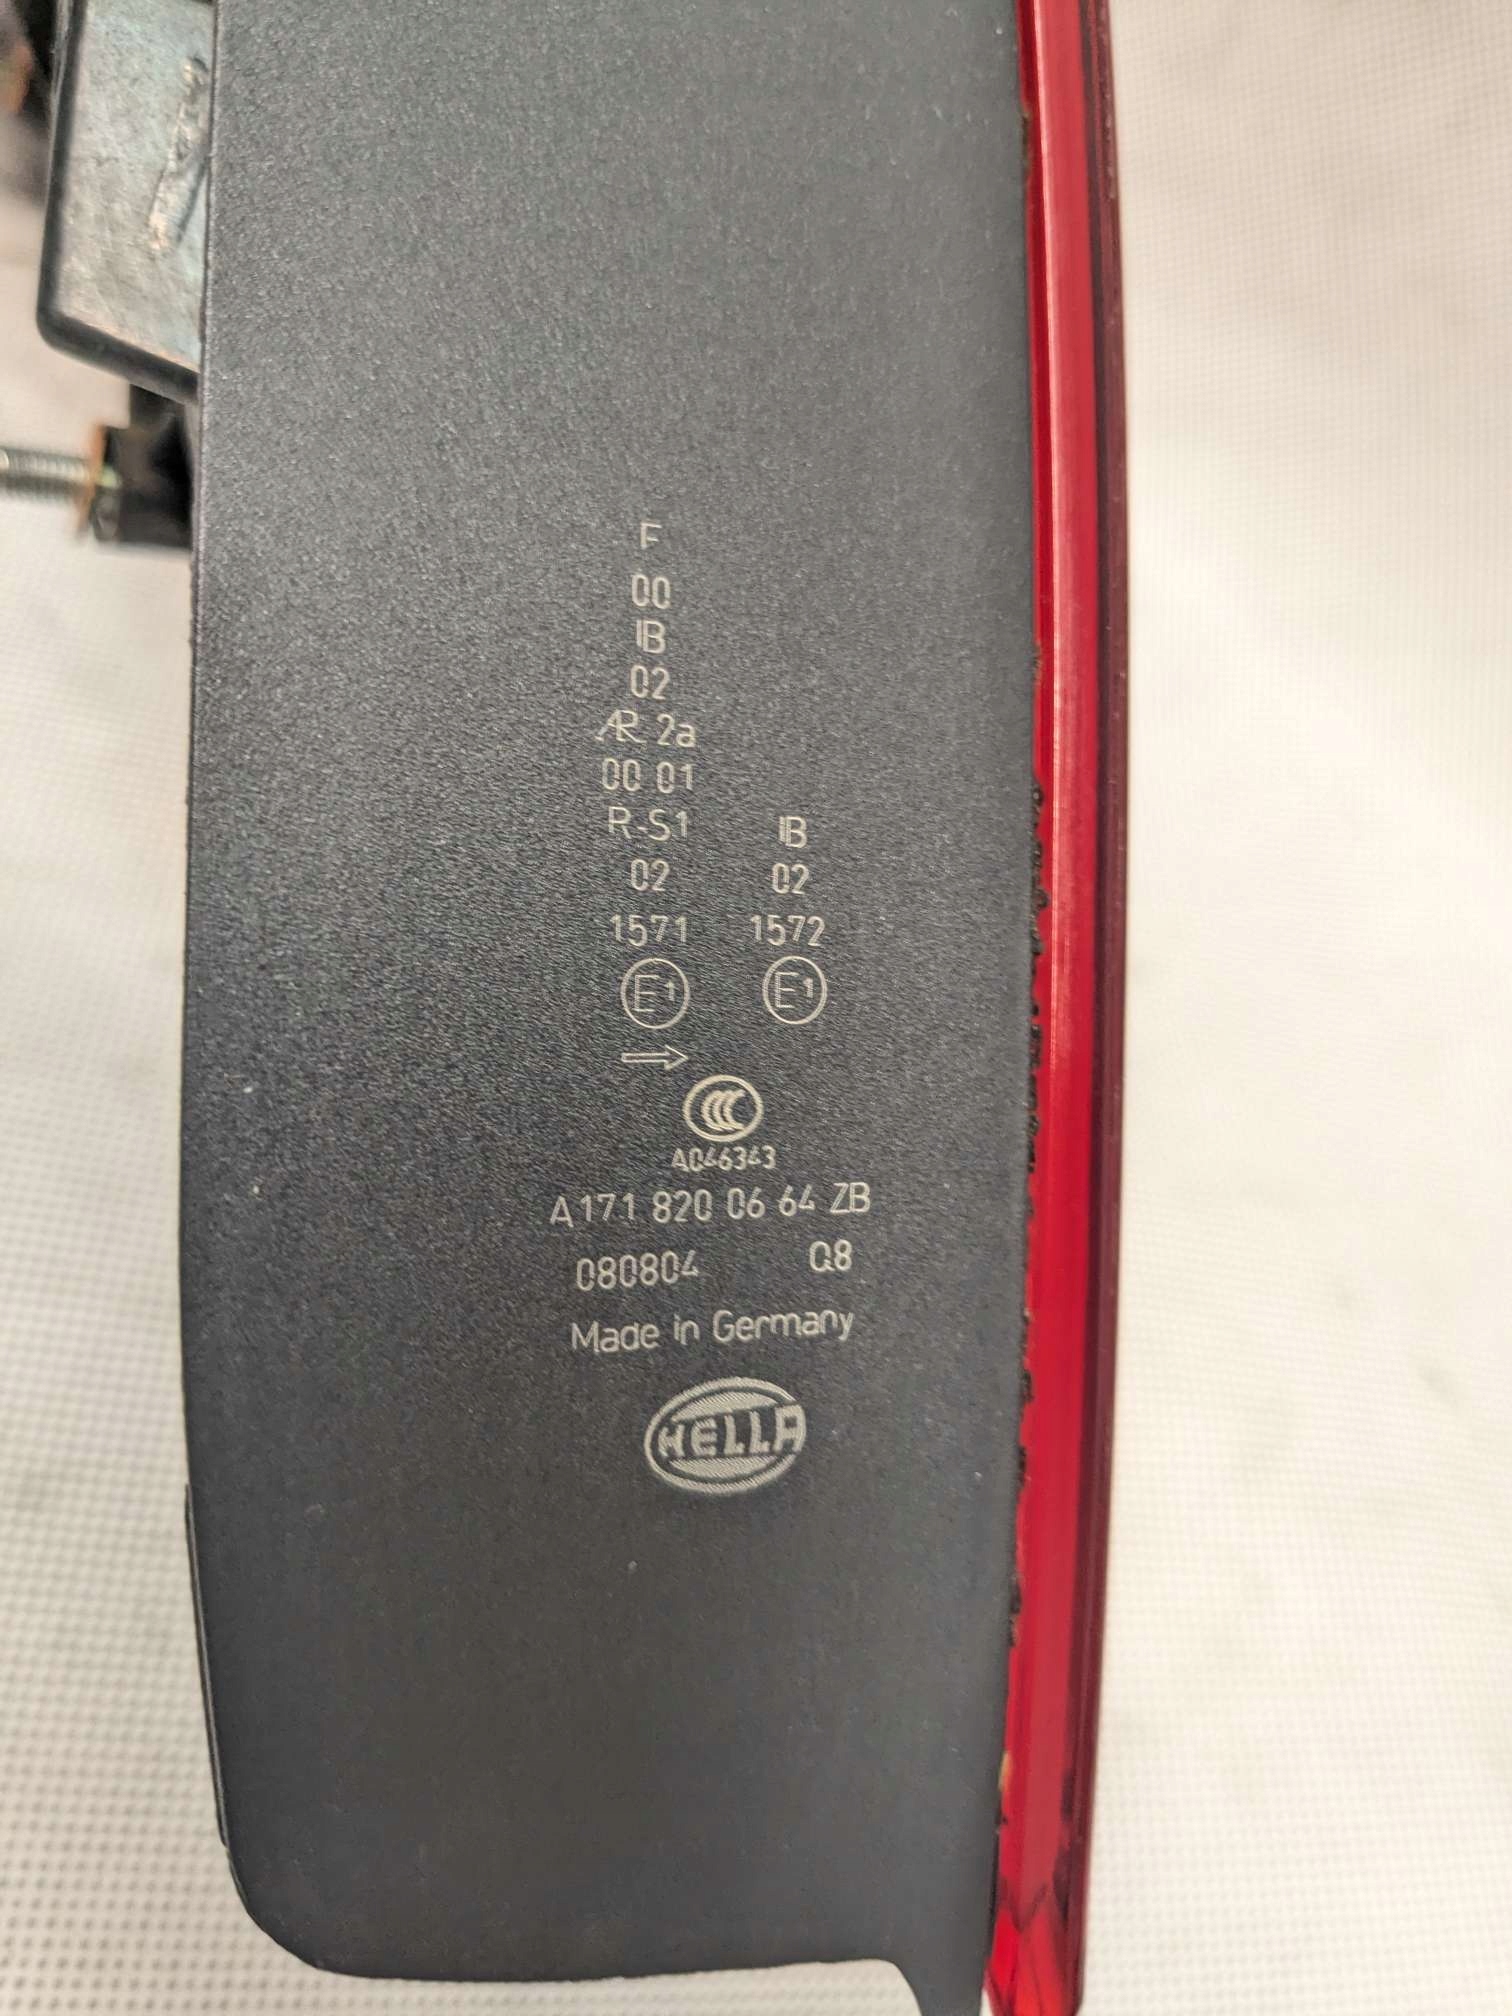 F
00
IB
02
AR 2a
00 01
R-S1 IB
02 02
1571 1572
E1 E1
A046343
A 171 820 06 64 ZB
080804 Q8
Made in Germany
HELLA